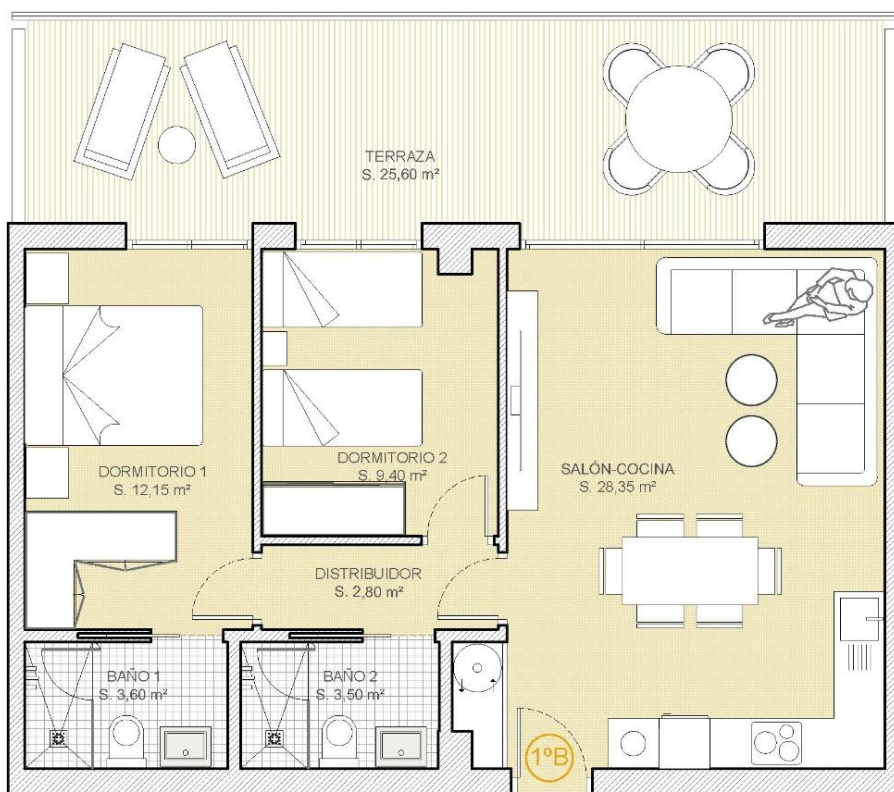 TERRAZA
S. 25,60 m²
DORMITORIO 1
S. 12,15 m²
DORMITORIO 2
S. 9,40 m²
SALÓN-COCINA
S. 28,35 m²
DISTRIBUIDOR
S. 2,80 m²
BAÑO 1
S. 3,60 m²
BAÑO 2
S. 3,50 m²
1ºB